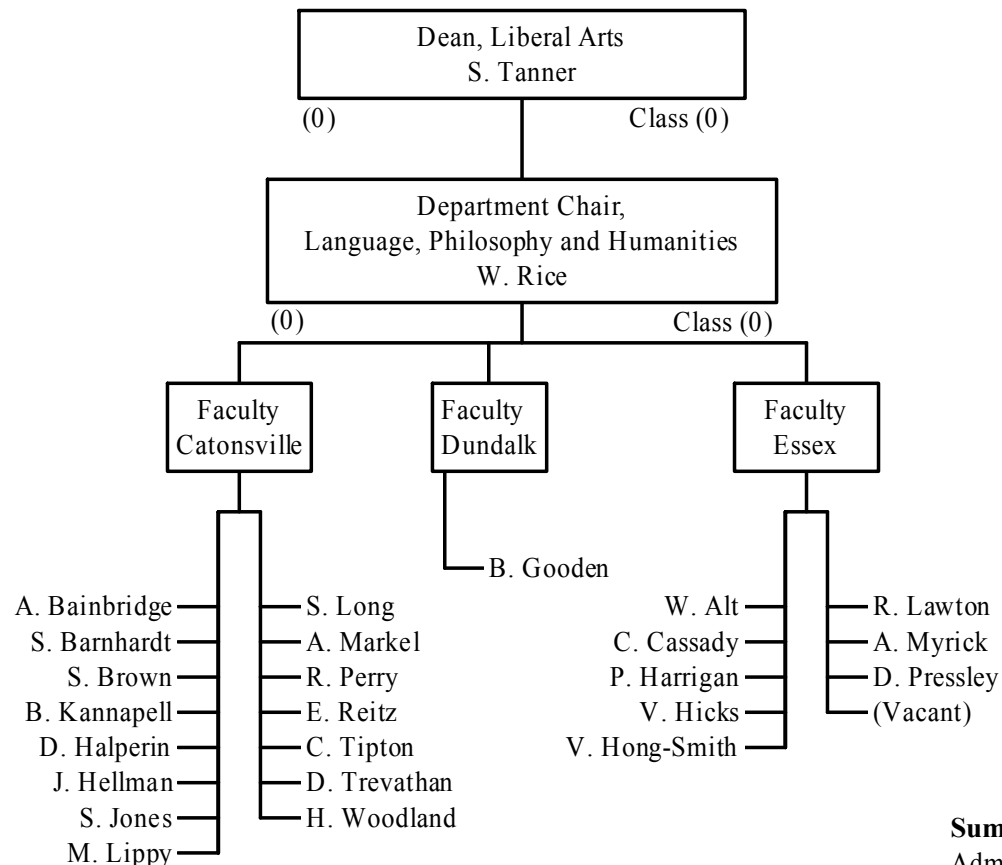 Dean, Liberal Arts
S. Tanner
(0)
Class (0)
Department Chair,
Language, Philosophy and Humanities
W. Rice
(0)
Class (0)
Faculty
Catonsville
Faculty
Dundalk
Faculty
Essex
A. Bainbridge
S. Barnhardt
S. Brown
B. Kannapell
D. Halperin
J. Hellman
S. Jones
M. Lippy
S. Long
A. Markel
R. Perry
E. Reitz
C. Tipton
D. Trevathan
H. Woodland
B. Gooden
W. Alt
C. Cassady
P. Harrigan
V. Hicks
V. Hong-Smith
R. Lawton
A. Myrick
D. Pressley
(Vacant)
Sum
Adm